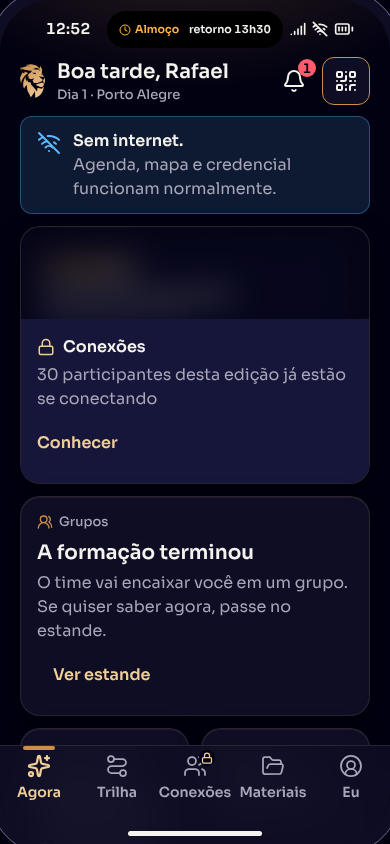 12:52
Almoço retorno 13h30
Boa tarde, Rafael
1
Dia 1 · Porto Alegre
Sem internet.
Agenda, mapa e credencial
funcionam normalmente.
Conexões
30 participantes desta edição já estão
se conectando
Conhecer
Grupos
A formação terminou
O time vai encaixar você em um grupo.
Se quiser saber agora, passe no
estande.
Ver estande
Agora Trilha Conexões Materiais Eu